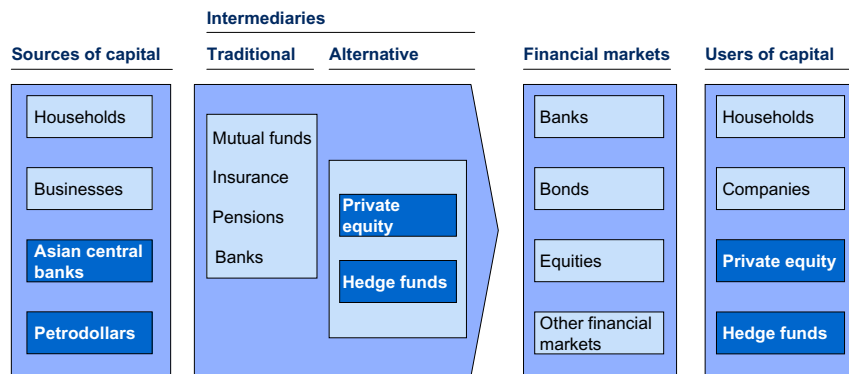 Intermediaries
Sources of capital
Traditional
Alternative
Financial markets
Users of capital
Households
Businesses
Asian central
banks
Petrodollars
Mutual funds
Insurance
Pensions
Banks
Private
equity
Hedge funds
Banks
Bonds
Equities
Other financial
markets
Households
Companies
Private equity
Hedge funds